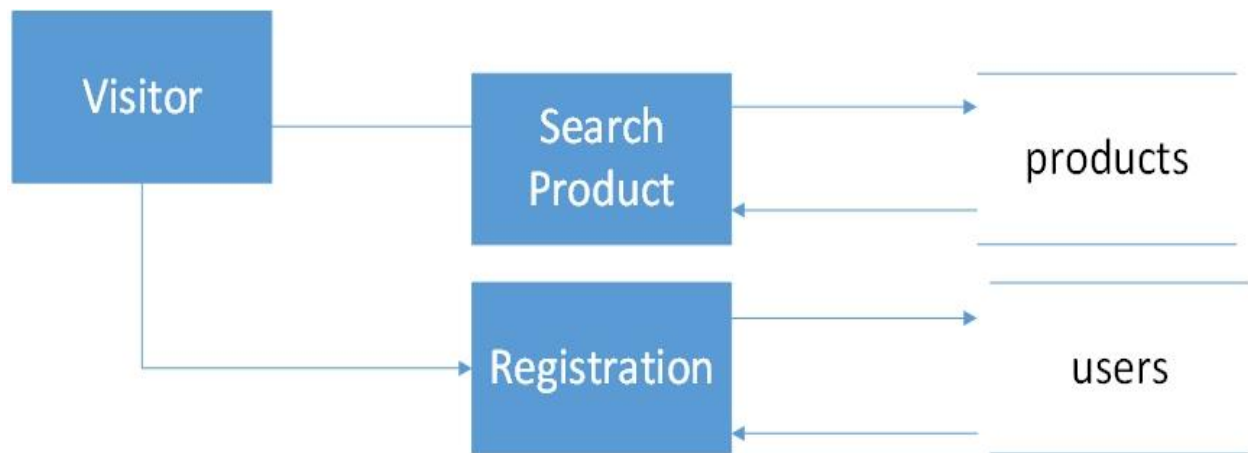 Visitor
Search
Product
products
Registration
users